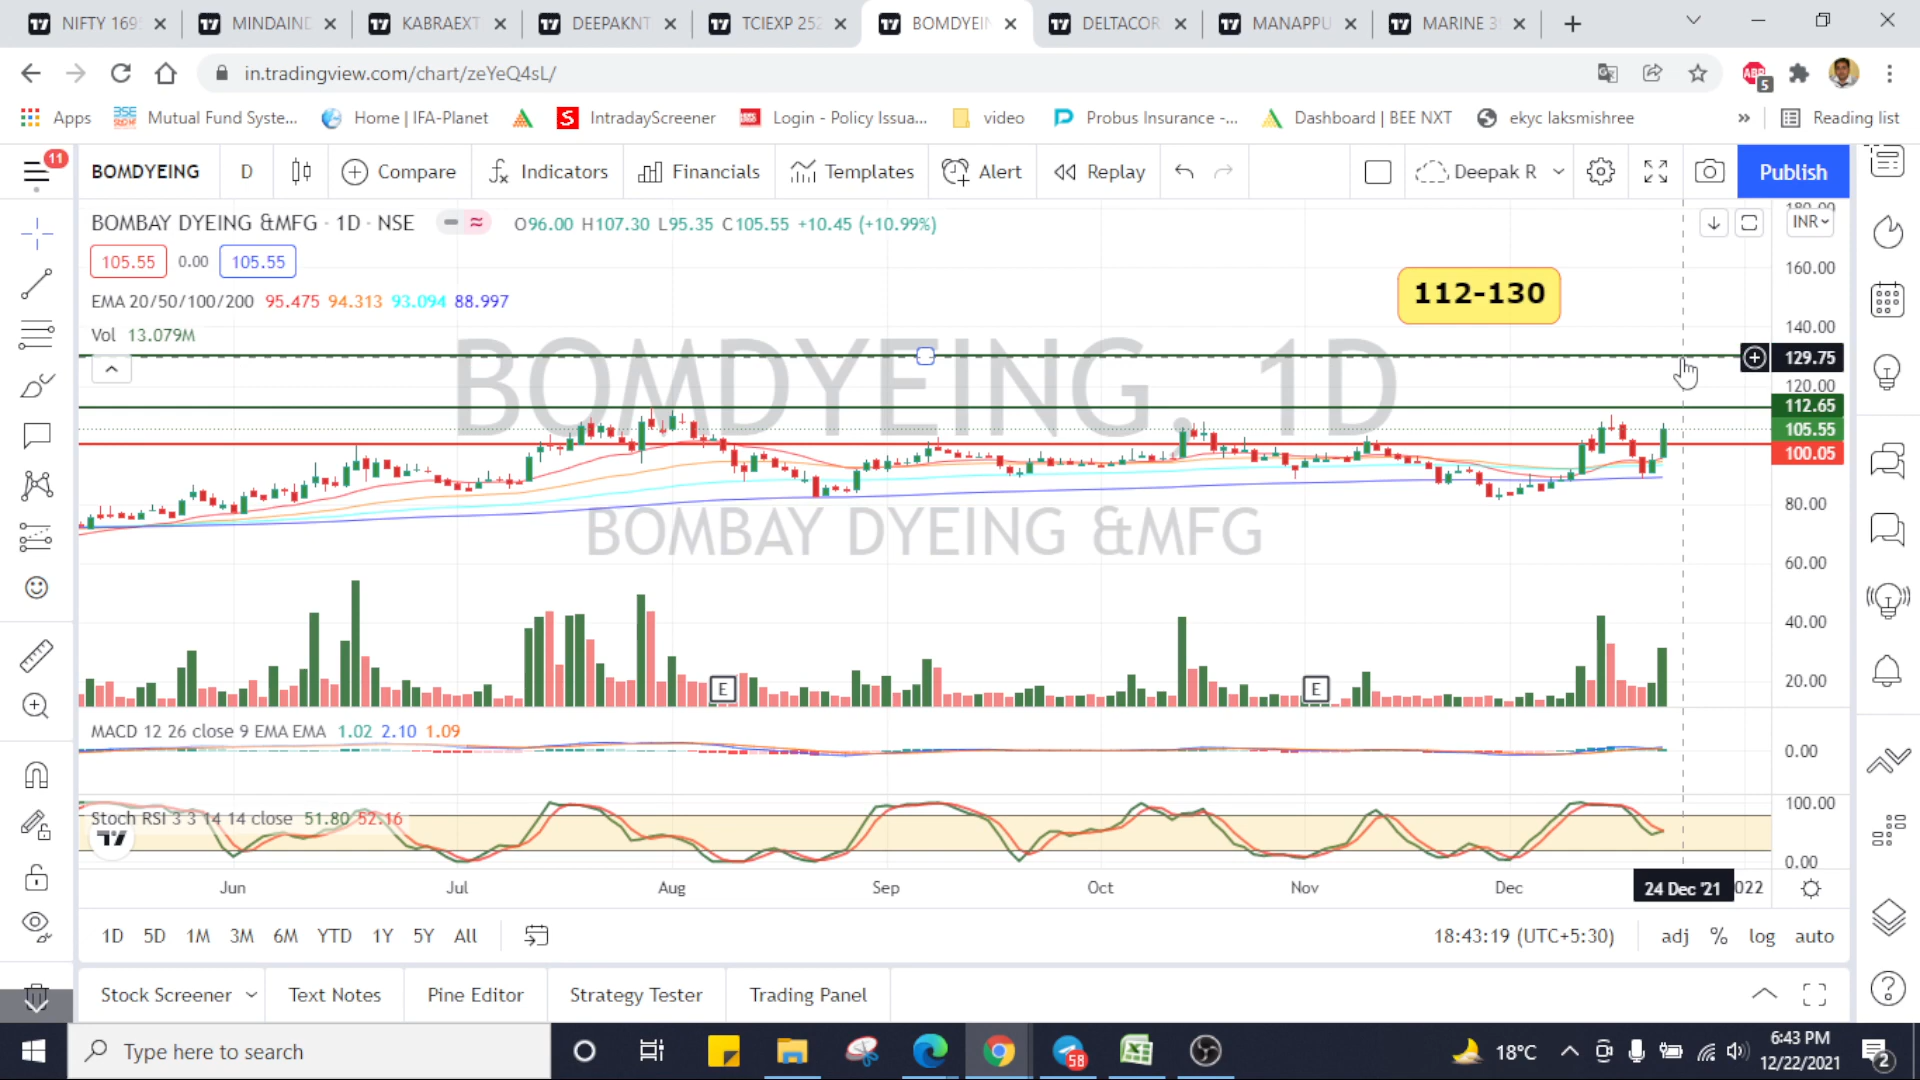 NIFTY 169
MINDAIND
KABRAEXT
DEEPAKNT
TCIEXP 252
BOMDYEIN
DELTACOR
MANAPPU
MARINE 3
in.tradingview.com/chart/zeYeQ4sL/
ABP
5
Apps
Mutual Fund Syste...
Home | IFA-Planet
S
IntradayScreener
Login - Policy Issua...
video
Probus Insurance -...
Dashboard | BEE NXT
ekyc laksmishree
»
Reading list
11
BOMDYEING
D
Compare
Indicators
Financials
Templates
Alert
Replay
Deepak R
Publish
BOMBAY DYEING &MFG · 1D · NSE
O96.00 H107.30 L95.35 C105.55 +10.45 (+10.99%)
105.55
0.00
105.55
EMA 20/50/100/200 95.475 94.313 93.094 88.997
Vol 13.079M
112-130
BOMDYEING, 1D
BOMBAY DYEING &MFG
INR
180.00
160.00
140.00
129.75
120.00
112.65
105.55
100.05
80.00
60.00
40.00
20.00
E
E
MACD 12 26 close 9 EMA EMA 1.02 2.10 1.09
0.00
Stoch RSI 3 3 14 14 close 51.80 52.16
100.00
0.00
Jun
Jul
Aug
Sep
Oct
Nov
Dec
24 Dec '21
022
1D
5D
1M
3M
6M
YTD
1Y
5Y
All
18:43:19 (UTC+5:30)
adj
%
log
auto
Stock Screener
Text Notes
Pine Editor
Strategy Tester
Trading Panel
Type here to search
58
18°C
6:43 PM
12/22/2021
2